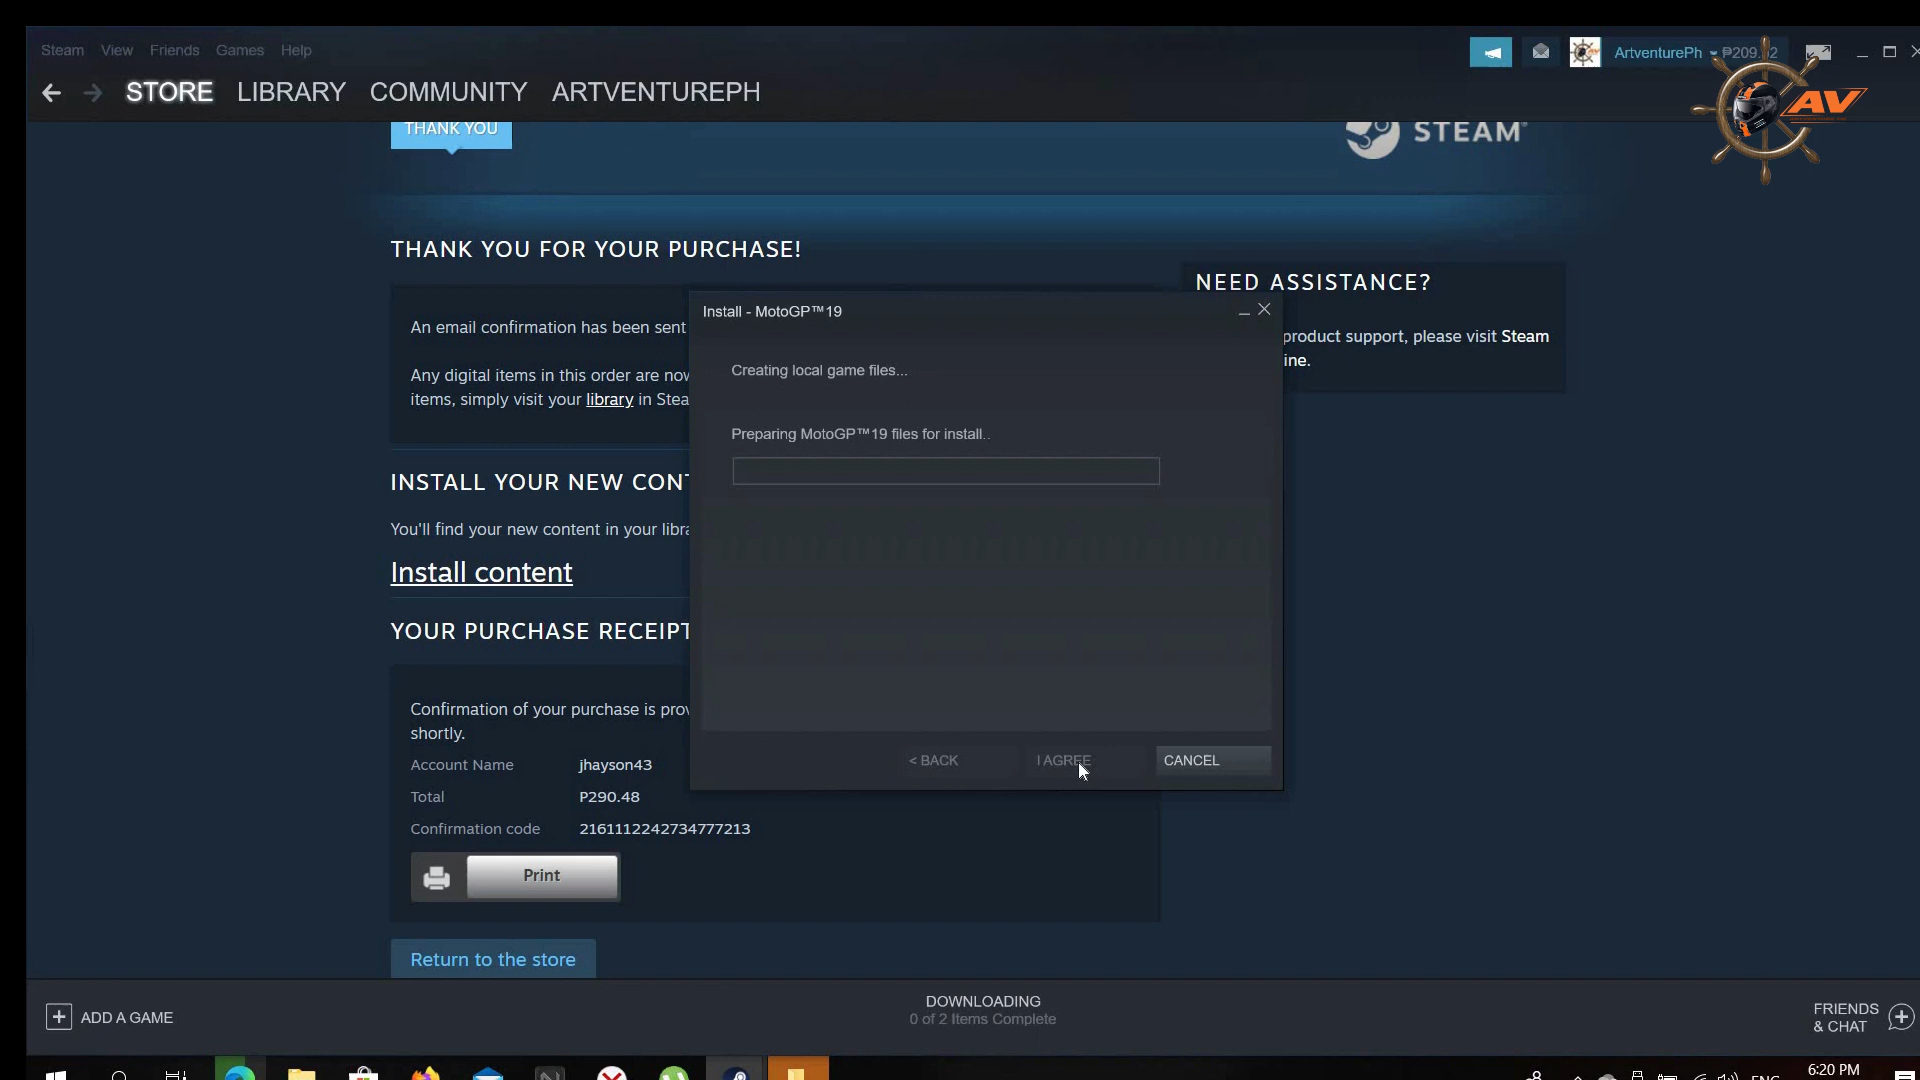 Steam View Friends Games Help
ArtventurePh
STORE LIBRARY COMMUNITY ARTVENTUREPH
AV
THANK YOU
STEAM
THANK YOU FOR YOUR PURCHASE!
NEED ASSISTANCE?
Install - MotoGP™19
An email confirmation has been sent
product support, please visit Steam
ine.
Creating local game files...
Any digital items in this order are now
items, simply visit your library in Stea
Preparing MotoGP™19 files for install..
INSTALL YOUR NEW CONT
You'll find your new content in your libra
Install content
YOUR PURCHASE RECEIPT
Confirmation of your purchase is prov
shortly.
< BACK I AGREE CANCEL
Account Name jhayson43
Total P290.48
Confirmation code 2161112242734777213
Print
Return to the store
ADD A GAME
DOWNLOADING
0 of 2 Items Complete
FRIENDS
& CHAT
6:20 PM
ENG